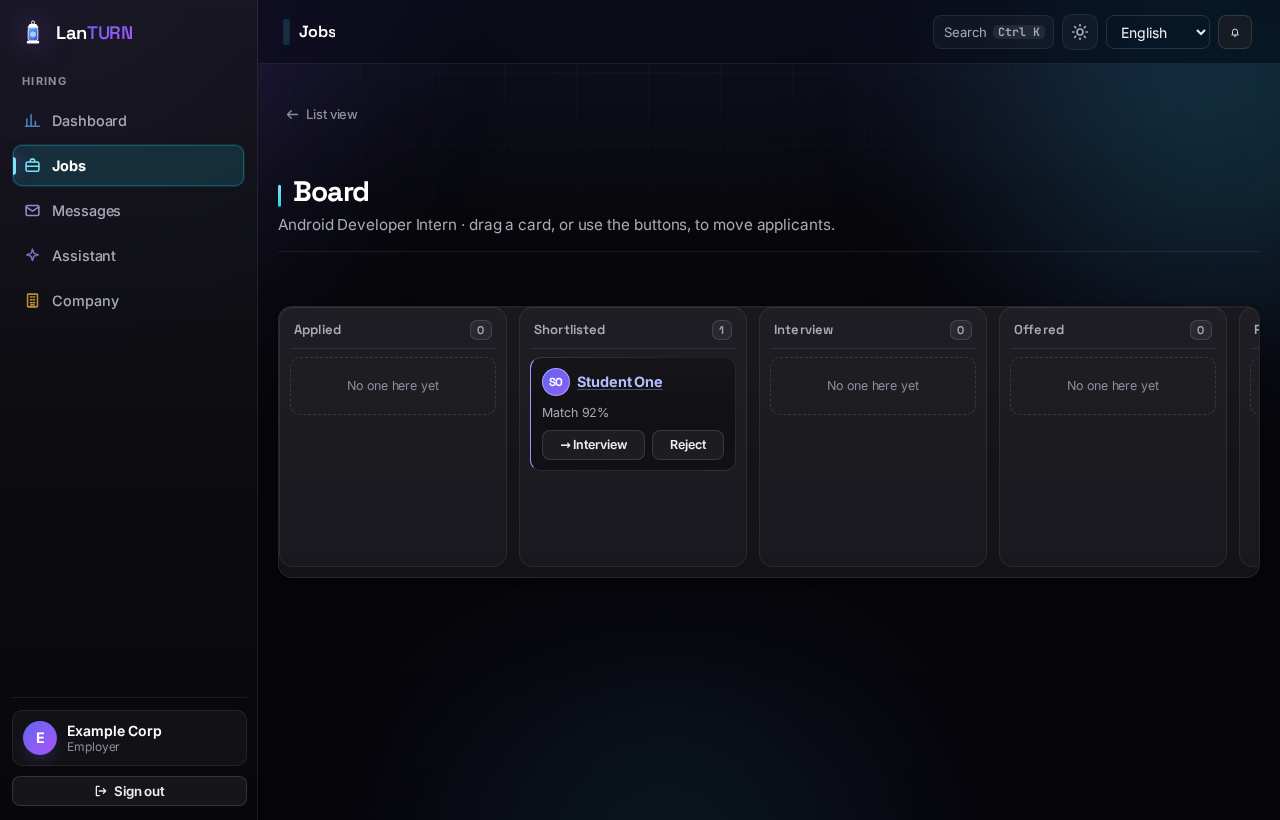 LanTURN
HIRING
Dashboard
Jobs
Messages
Assistant
Company
Example Corp
E
Employer
Sign out
Jobs
Search Ctrl K
English
← List view
Board
Android Developer Intern · drag a card, or use the buttons, to move applicants.
Applied 0
No one here yet
Shortlisted 1
SO Student One
Match 92%
→ Interview
Reject
Interview 0
No one here yet
Offered 0
No one here yet